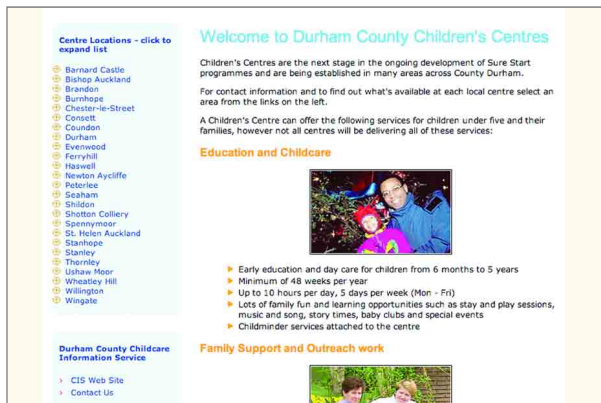 Centre Locations - click to
expand list
Barnard Castle
Bishop Auckland
Brandon
Burnhope
Chester-le-Street
Consett
Coundon
Durham
Evenwood
Ferryhill
Haswell
Newton Aycliffe
Peterlee
Seaham
Shildon
Shotton Colliery
Spennymoor
St. Helen Auckland
Stanhope
Stanley
Thornley
Ushaw Moor
Wheatley Hill
Willington
Wingate
Durham County Childcare
Information Service
CIS Web Site
Contact Us
Welcome to Durham County Children's Centres
Children's Centres are the next stage in the ongoing development of Sure Start
programmes and are being established in many areas across County Durham.
For contact information and to find out what's available at each local centre select an
area from the links on the left.
A Children's Centre can offer the following services for children under five and their
families, however not all centres will be delivering all of these services:
Education and Childcare
Early education and day care for children from 6 months to 5 years
Minimum of 48 weeks per year
Up to 10 hours per day, 5 days per week (Mon - Fri)
Lots of family fun and learning opportunities such as stay and play sessions,
music and song, story times, baby clubs and special events
Childminder services attached to the centre
Family Support and Outreach work